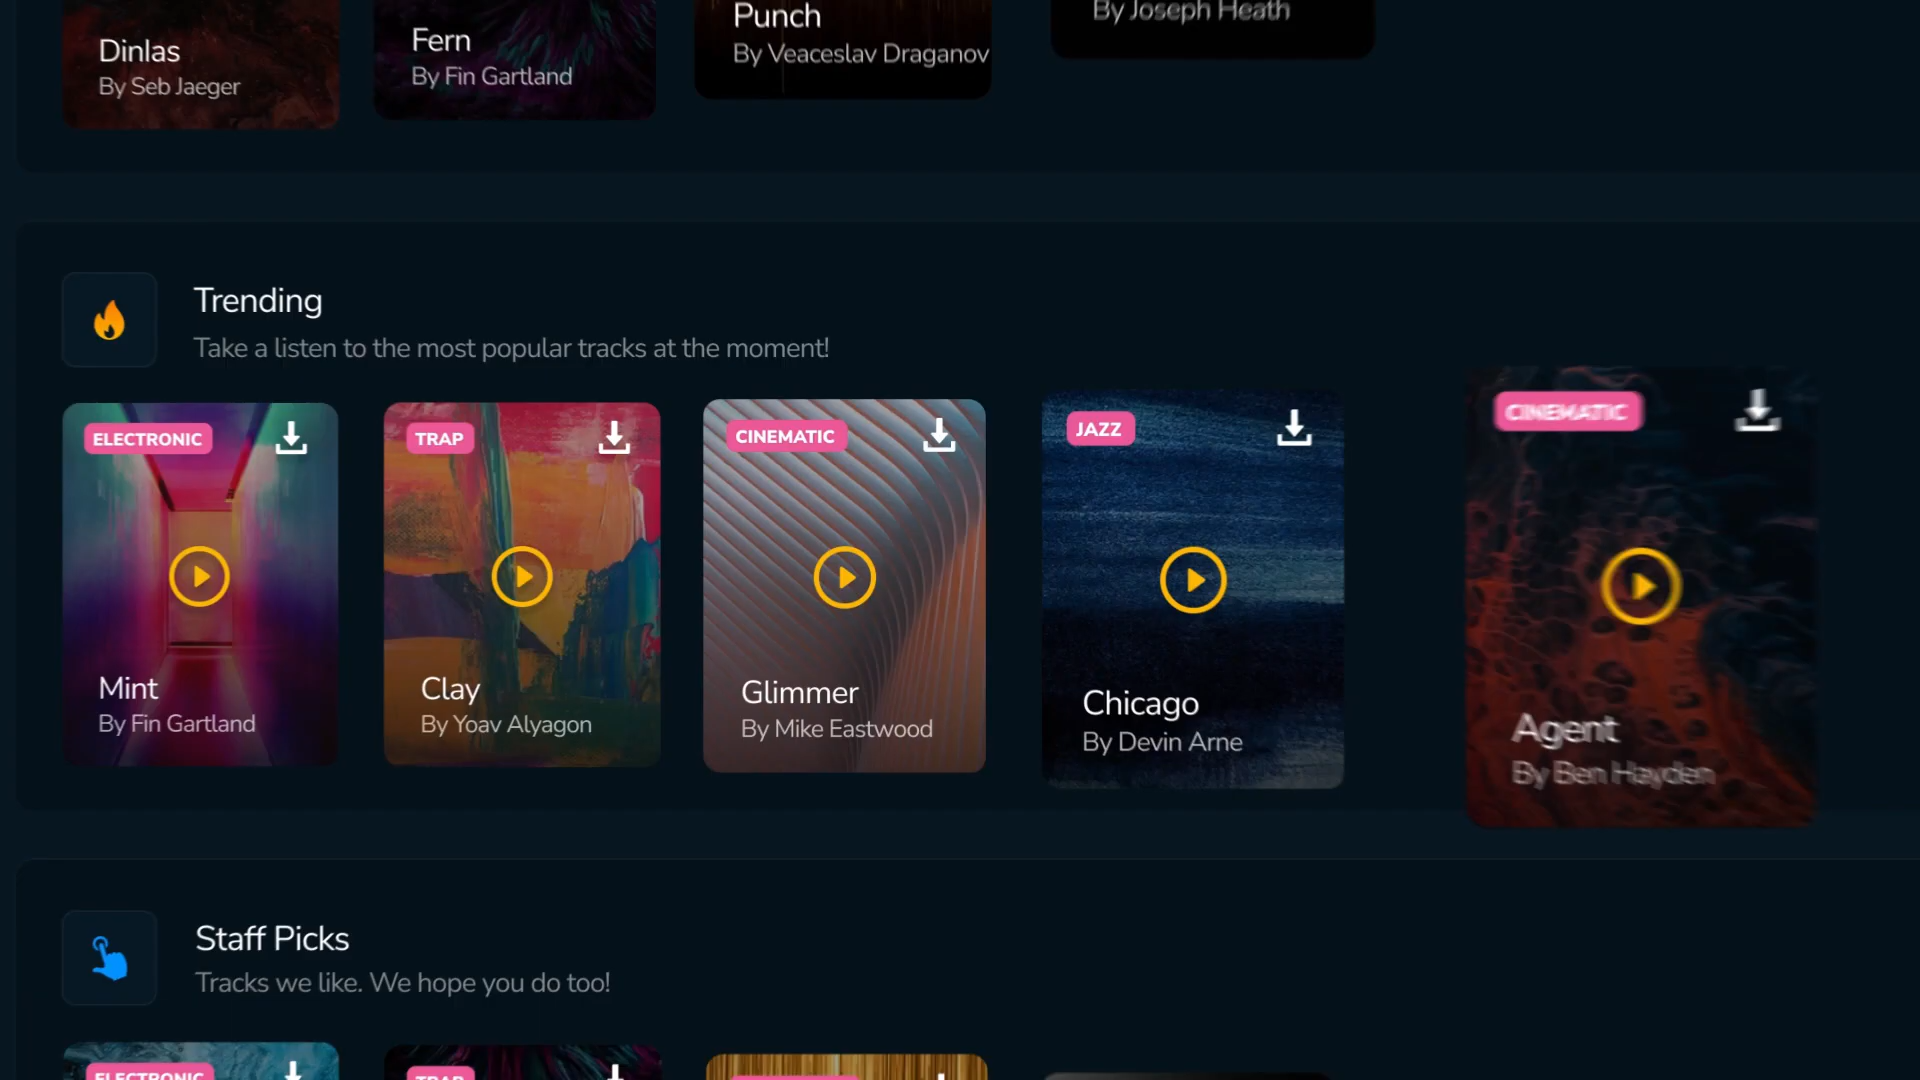 Dinlas
By Seb Jaeger
Fern
By Fin Gartland
Punch
By Veaceslav Draganov
By Joseph Heath
Trending
Take a listen to the most popular tracks at the moment!
ELECTRONIC
Mint
By Fin Gartland
TRAP
Clay
By Yoav Alyagon
CINEMATIC
Glimmer
By Mike Eastwood
JAZZ
Chicago
By Devin Arne
CINEMATIC
Agent
By Ben Hayden
Staff Picks
Tracks we like. We hope you do too!
ELECTRONIC
TRAP